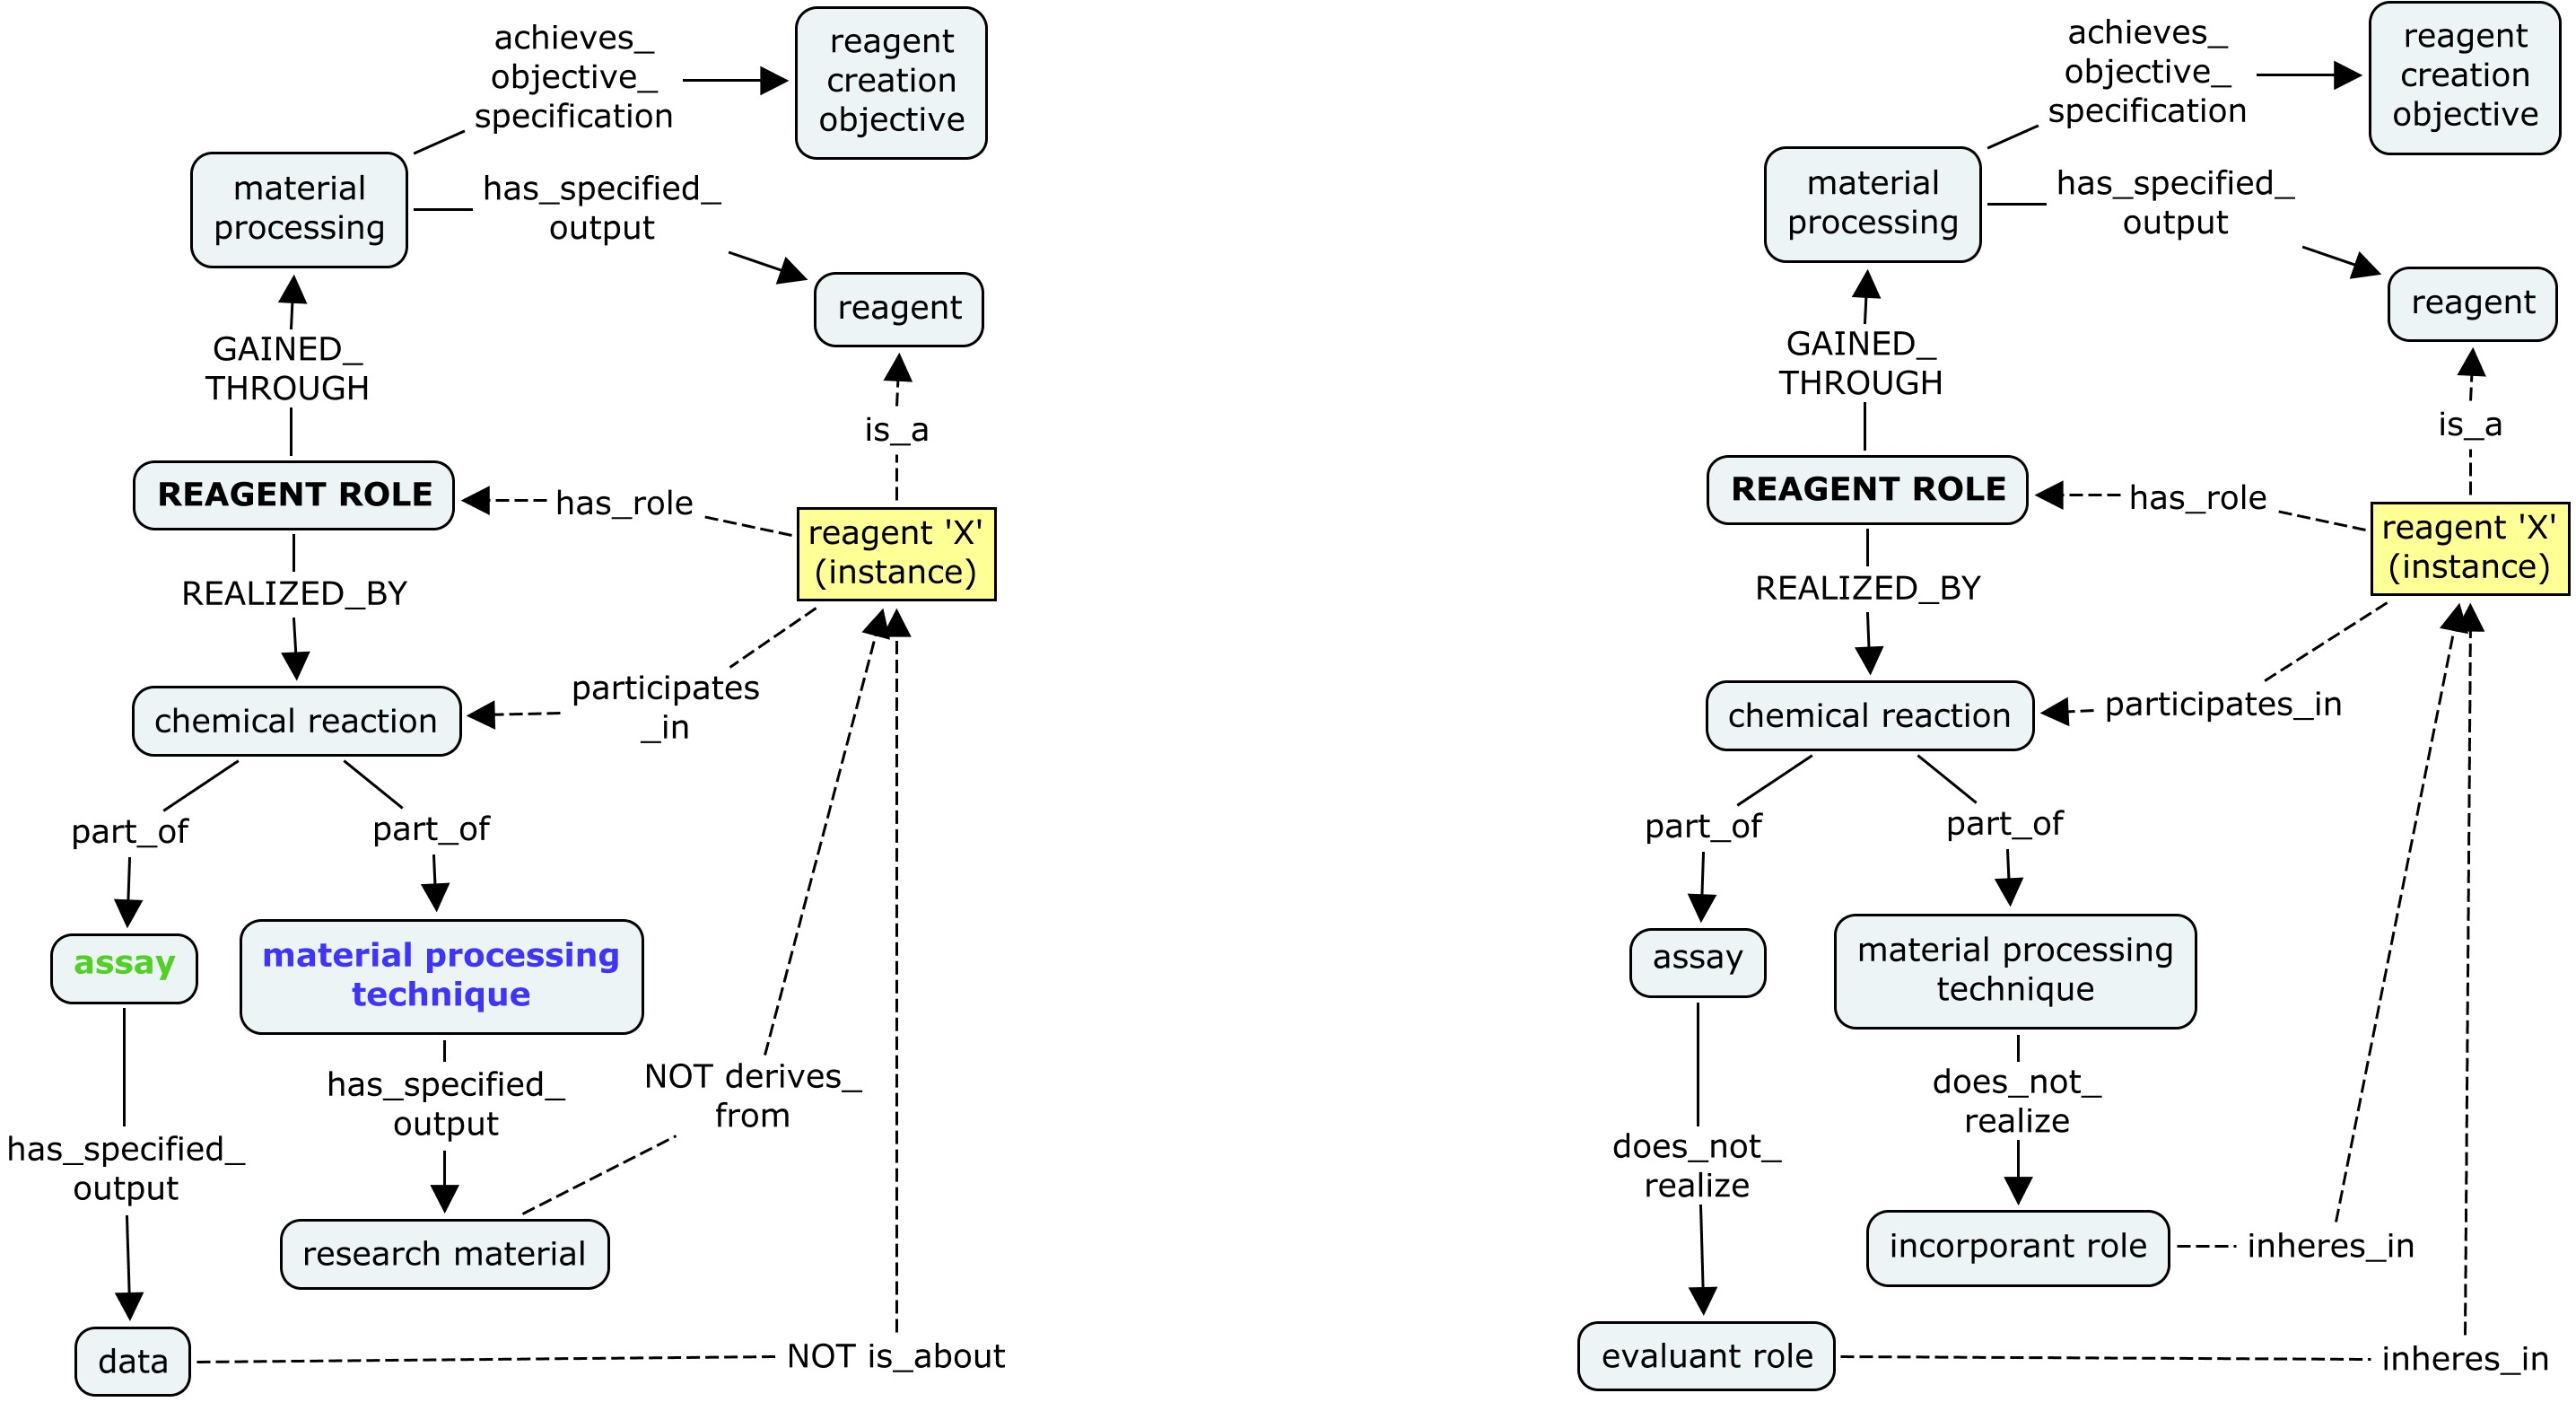 achieves_
objective_
specification
reagent
creation
objective
material
processing
has_specified_
output
reagent
GAINED_
THROUGH
is_a
REAGENT ROLE
has_role
reagent 'X'
(instance)
REALIZED_BY
participates
_in
chemical reaction
part_of
part_of
assay
material processing
technique
has_specified_
output
NOT derives_
from
has_specified_
output
research material
data
NOT is_about
achieves_
objective_
specification
reagent
creation
objective
material
processing
has_specified_
output
reagent
GAINED_
THROUGH
is_a
REAGENT ROLE
has_role
reagent 'X'
(instance)
REALIZED_BY
participates_in
chemical reaction
part_of
part_of
assay
material processing
technique
does_not_
realize
does_not_
realize
incorporant role
inheres_in
evaluant role
inheres_in